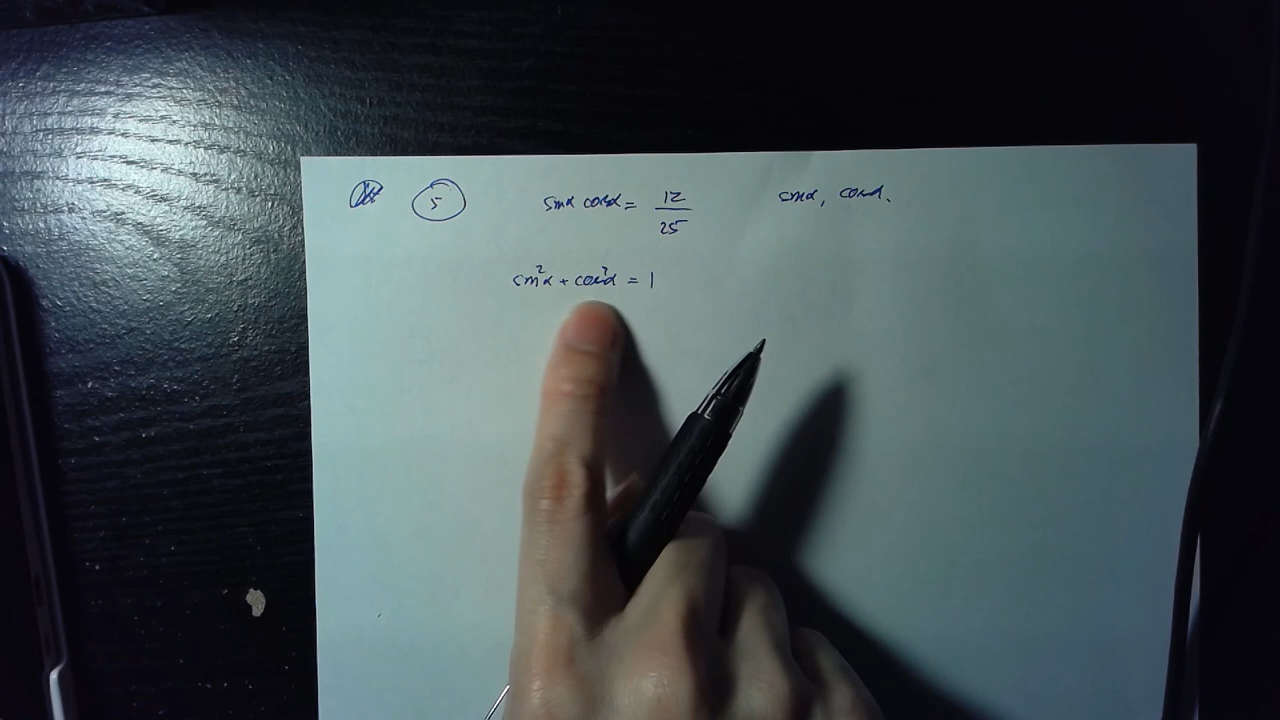 5 sinα cosα = 12/25 sinα, cosα.
sin²α + cos²α = 1